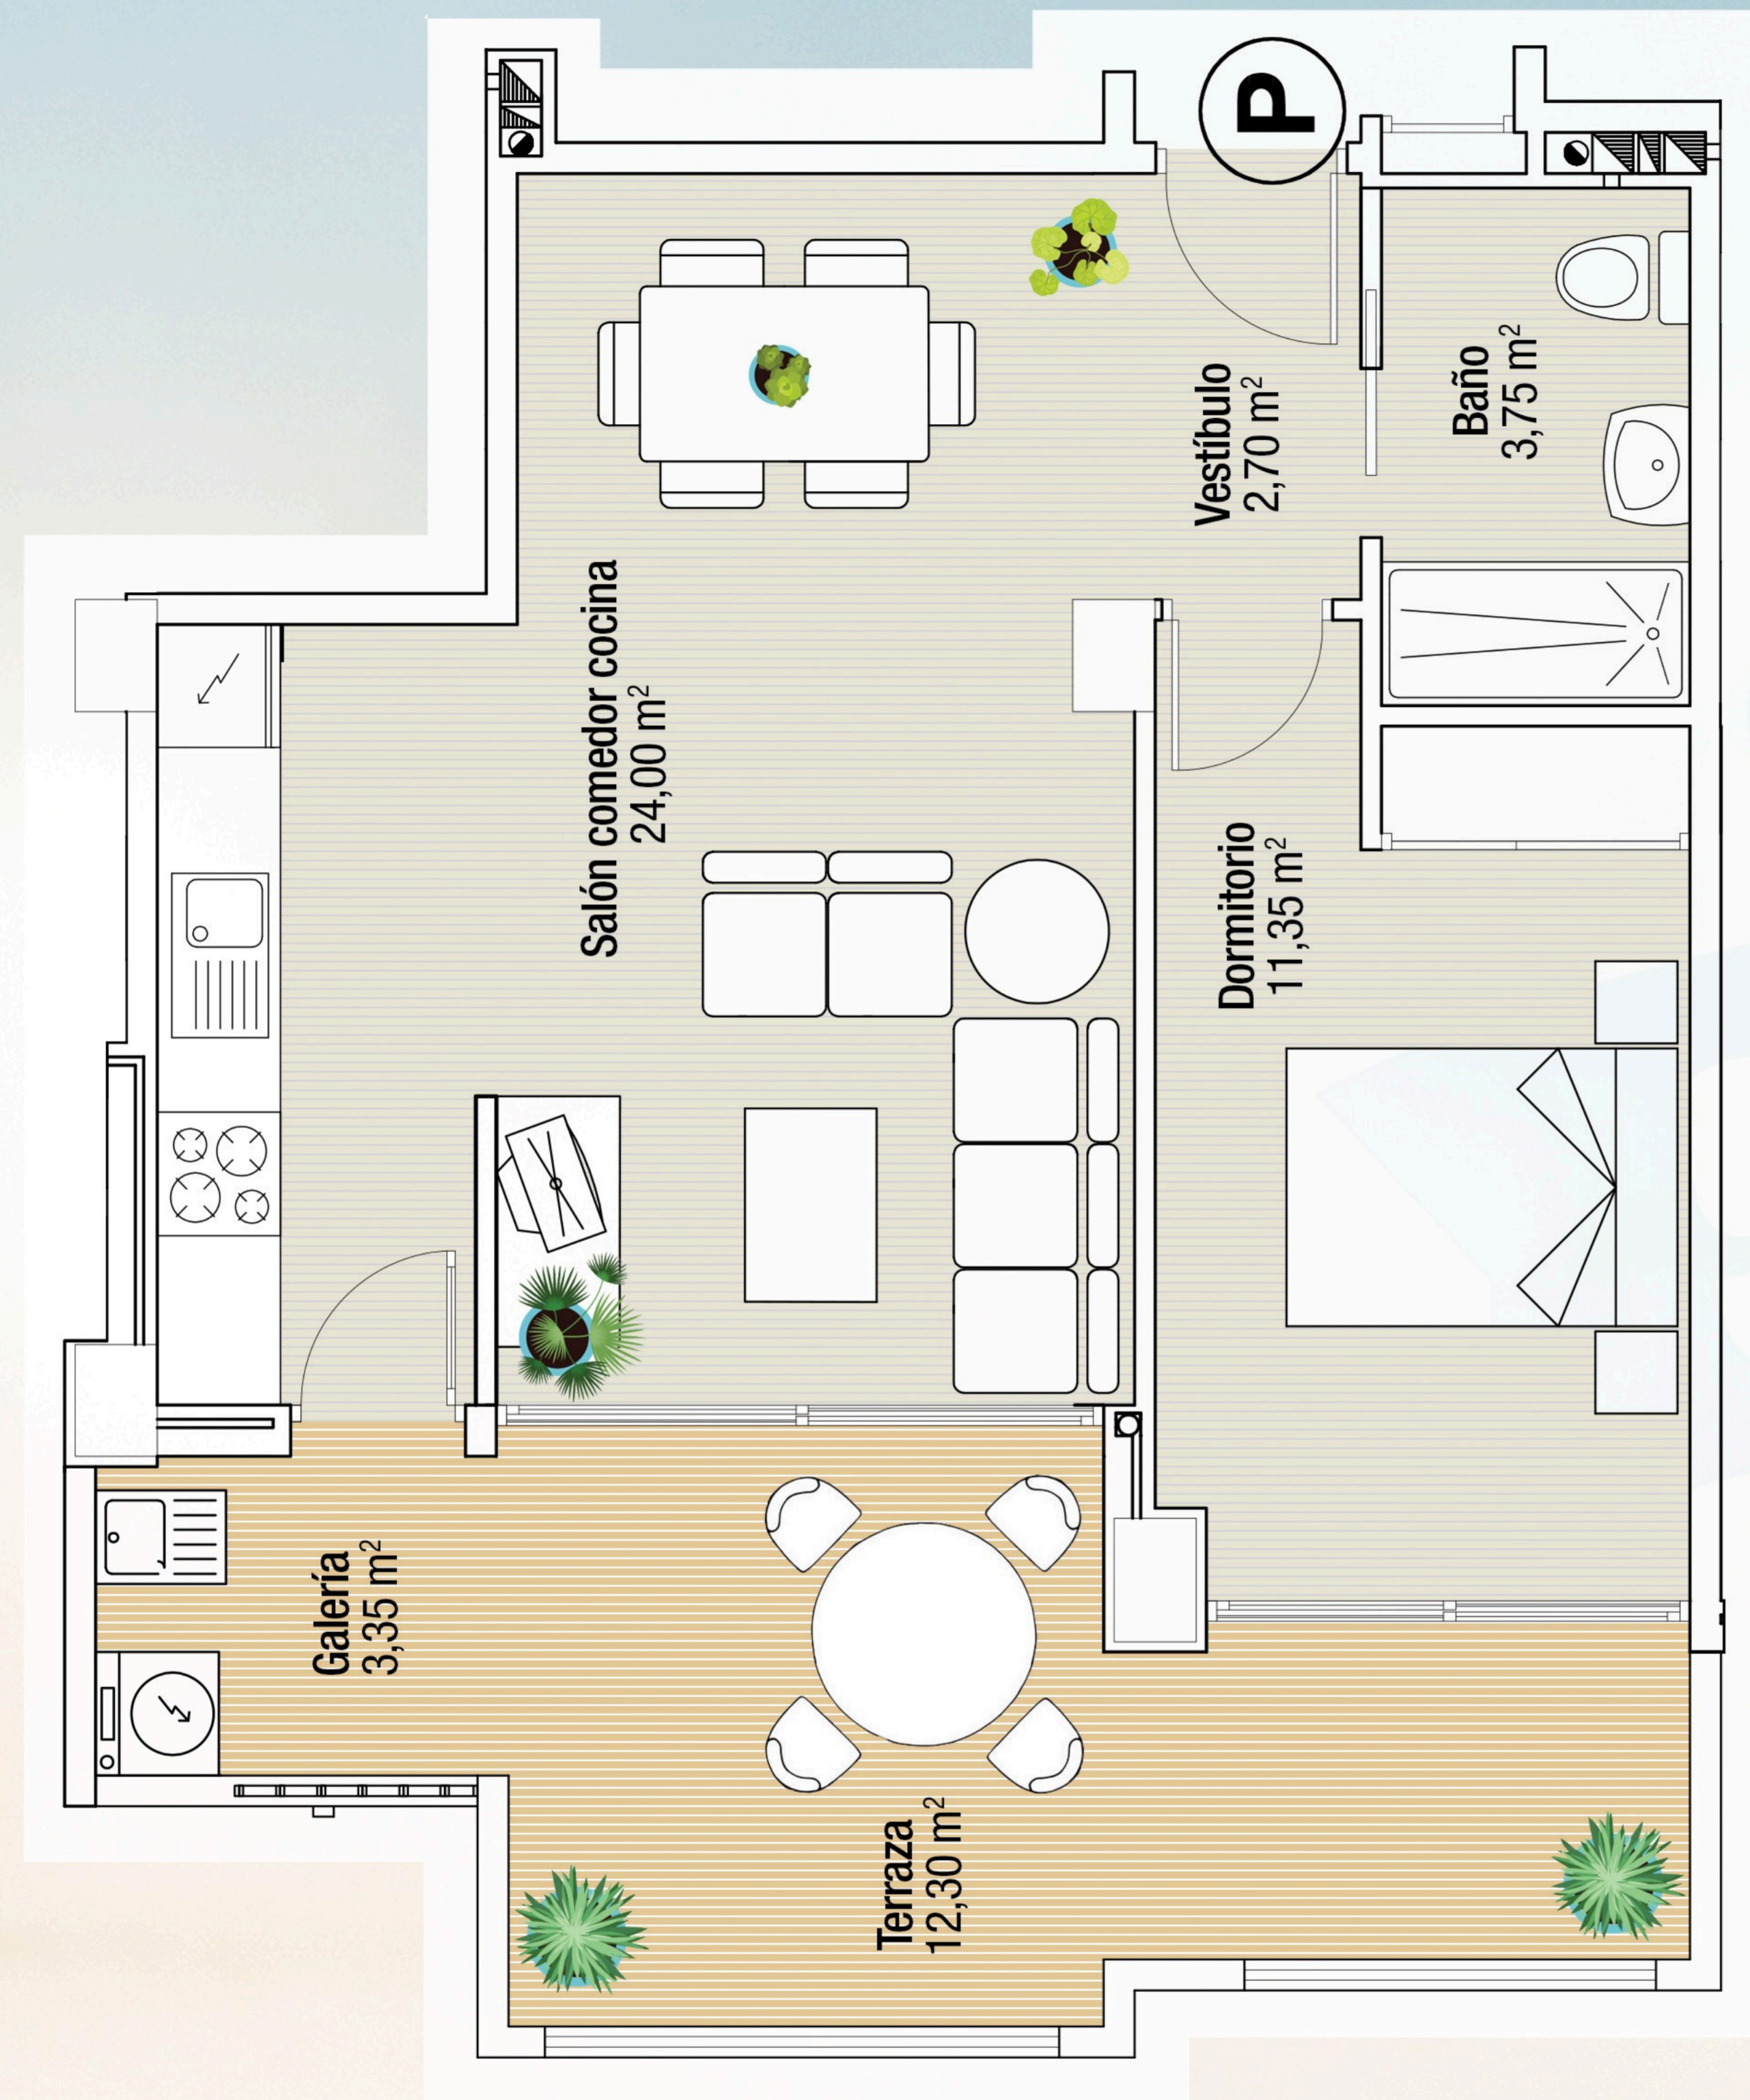 P
Baño
3,75 m²
Vestíbulo
2,70 m²
Salón comedor cocina
24,00 m²
Dormitorio
11,35 m²
Galería
3,35 m²
Terraza
12,30 m²